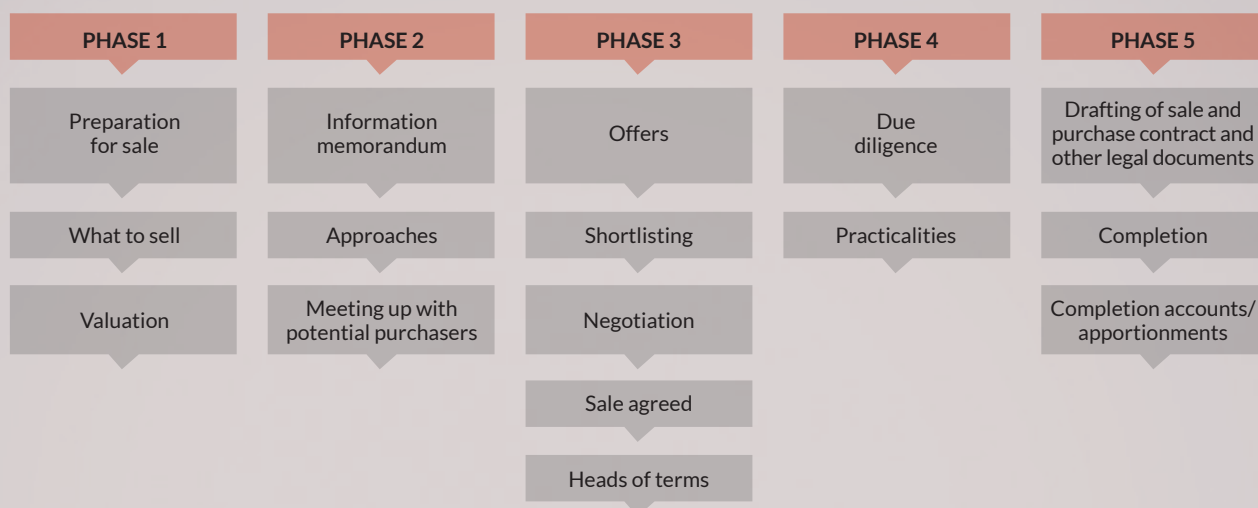 PHASE 1
Preparation
for sale
What to sell
Valuation
PHASE 2
Information
memorandum
Approaches
Meeting up with
potential purchasers
PHASE 3
Offers
Shortlisting
Negotiation
Sale agreed
Heads of terms
PHASE 4
Due
diligence
Practicalities
PHASE 5
Drafting of sale and
purchase contract and
other legal documents
Completion
Completion accounts/
apportionments